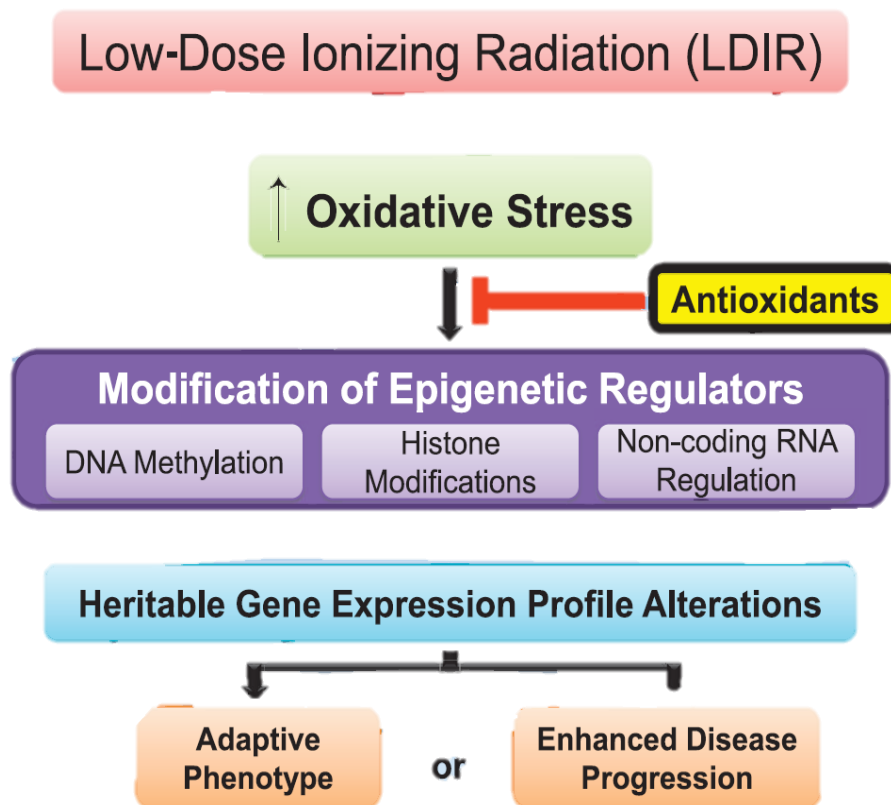 Low-Dose Ionizing Radiation (LDIR)
↑ Oxidative Stress
Antioxidants
Modification of Epigenetic Regulators
DNA Methylation
Histone
Modifications
Non-coding RNA
Regulation
Heritable Gene Expression Profile Alterations
Adaptive
Phenotype
or
Enhanced Disease
Progression